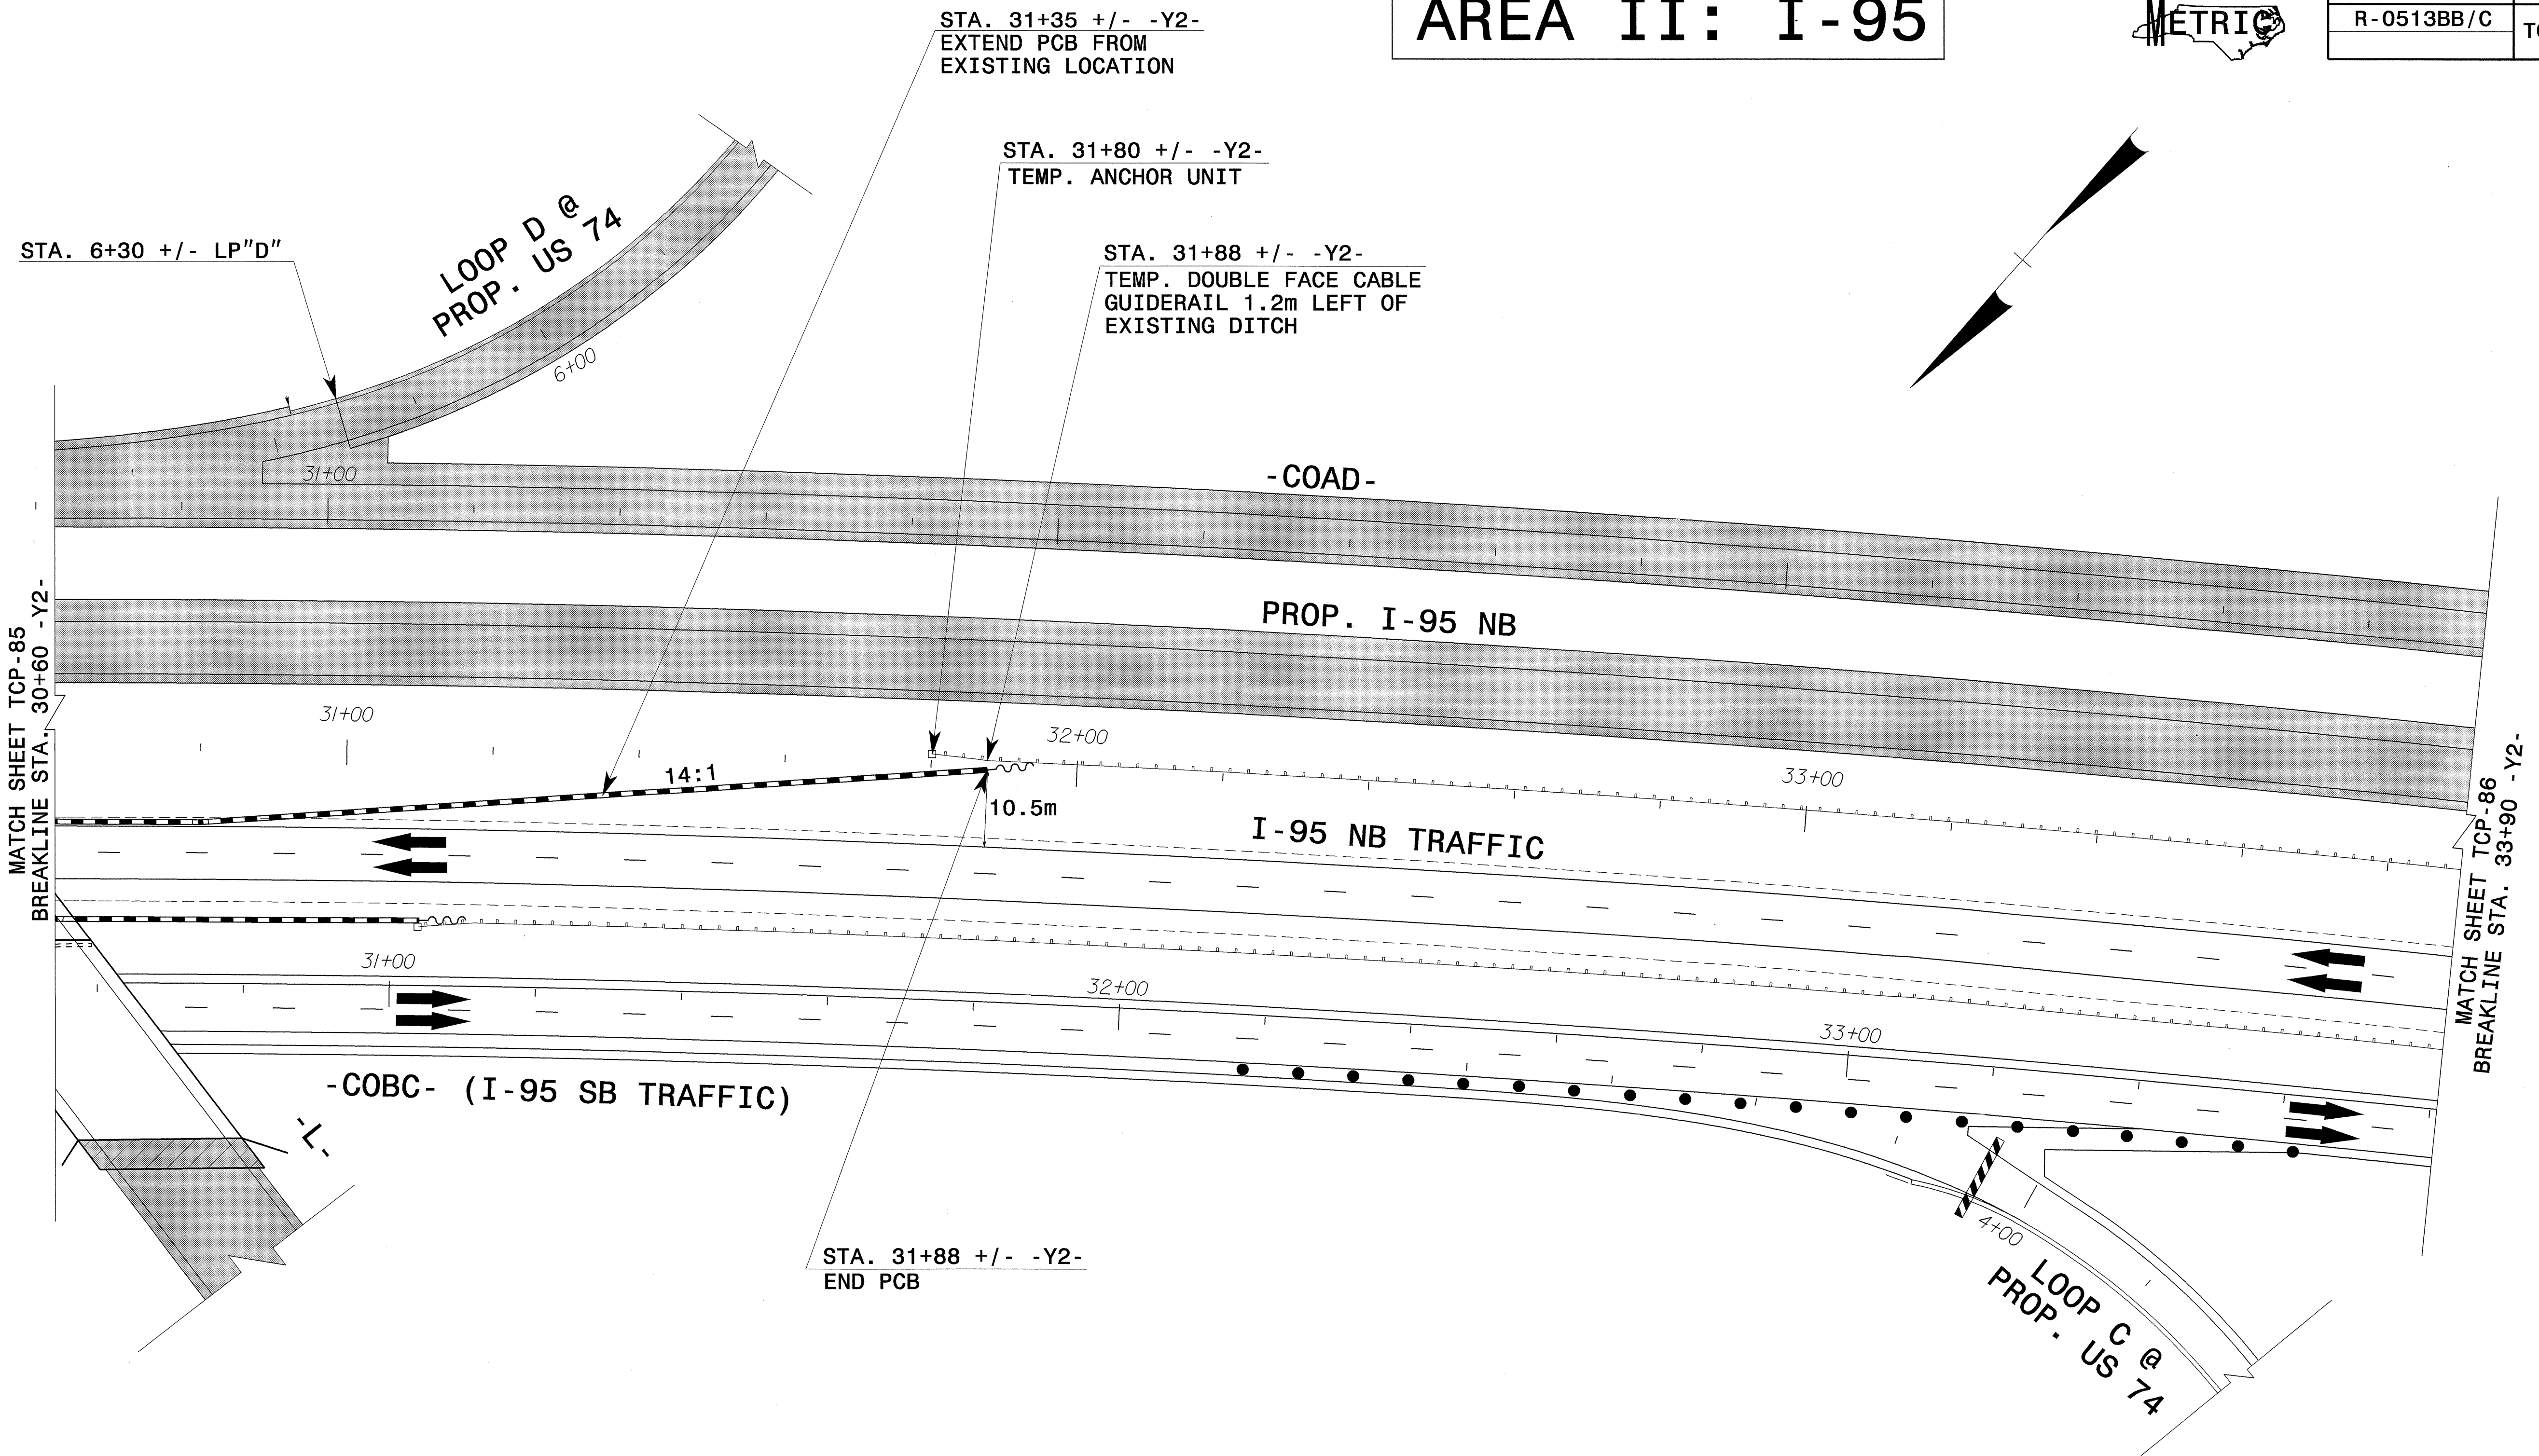 STA. 31+35 +/- -Y2-
EXTEND PCB FROM
EXISTING LOCATION
AREA II: I-95
METRIC
R-0513BB/C
STA. 31+80 +/- -Y2-
TEMP. ANCHOR UNIT
STA. 31+88 +/- -Y2-
TEMP. DOUBLE FACE CABLE
GUIDERAIL 1.2m LEFT OF
EXISTING DITCH
STA. 6+30 +/- LP"D"
LOOP D @
PROP. US 74
6+00
31+00
-COAD-
PROP. I-95 NB
MATCH SHEET TCP-85
BREAKLINE STA. 30+60 -Y2-
31+00
32+00
33+00
14:1
10.5m
I-95 NB TRAFFIC
MATCH SHEET TCP-86
BREAKLINE STA. 33+90 -Y2-
31+00
32+00
33+00
-COBC- (I-95 SB TRAFFIC)
-L-
STA. 31+88 +/- -Y2-
END PCB
4+00
LOOP C @
PROP. US 74